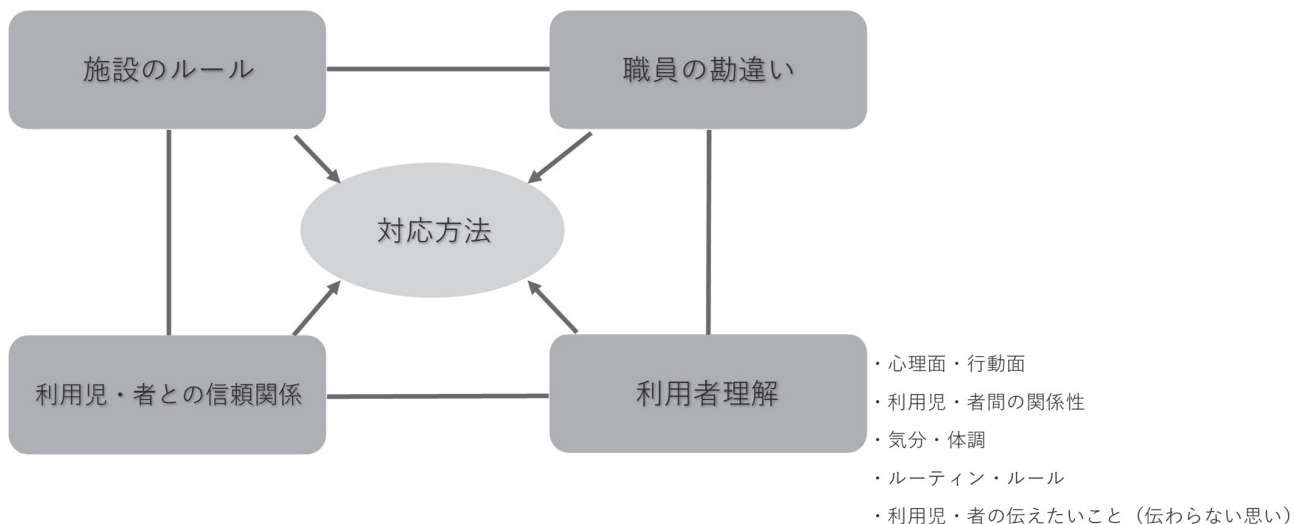 施設のルール
職員の勘違い
対応方法
利用児・者との信頼関係
利用者理解
・心理面・行動面
・利用児・者間の関係性
・気分・体調
・ルーティン・ルール
・利用児・者の伝えたいこと（伝わらない思い）